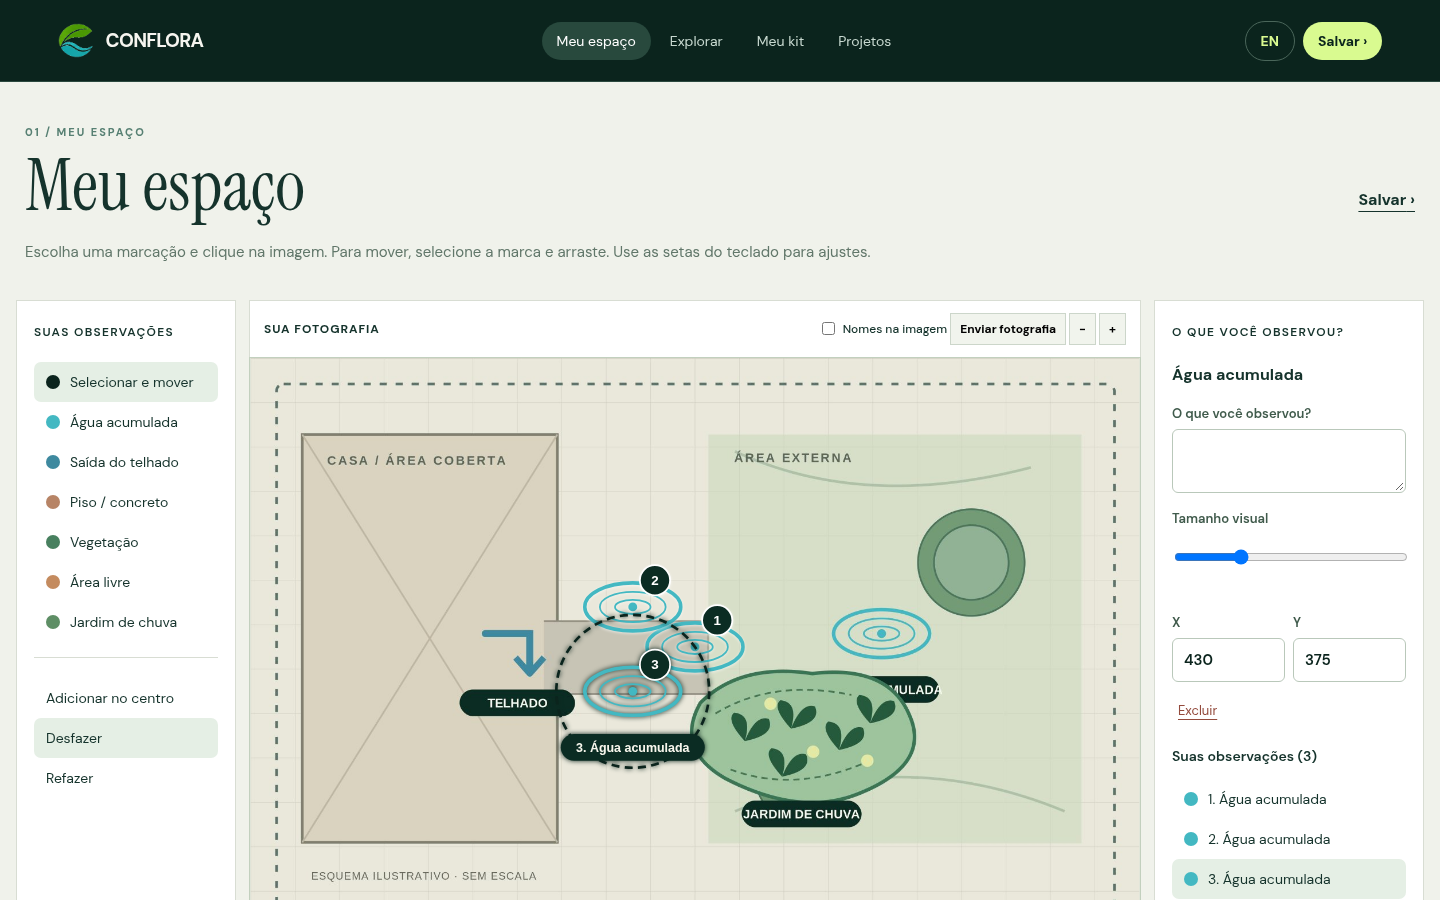 CONFLORA
Meu espaço
Explorar
Meu kit
Projetos
EN
Salvar ›
01 / MEU ESPAÇO
Meu espaço
Salvar ›
Escolha uma marcação e clique na imagem. Para mover, selecione a marca e arraste. Use as setas do teclado para ajustes.
SUAS OBSERVAÇÕES
Selecionar e mover
Água acumulada
Saída do telhado
Piso / concreto
Vegetação
Área livre
Jardim de chuva
Adicionar no centro
Desfazer
Refazer
SUA FOTOGRAFIA
Nomes na imagem
Enviar fotografia
-
+
CASA / ÁREA COBERTA
ÁREA EXTERNA
2
1
3
TELHADO
MULADA
3. Água acumulada
JARDIM DE CHUVA
ESQUEMA ILUSTRATIVO · SEM ESCALA
O QUE VOCÊ OBSERVOU?
Água acumulada
O que você observou?
Tamanho visual
X
Y
430
375
Excluir
Suas observações (3)
1. Água acumulada
2. Água acumulada
3. Água acumulada